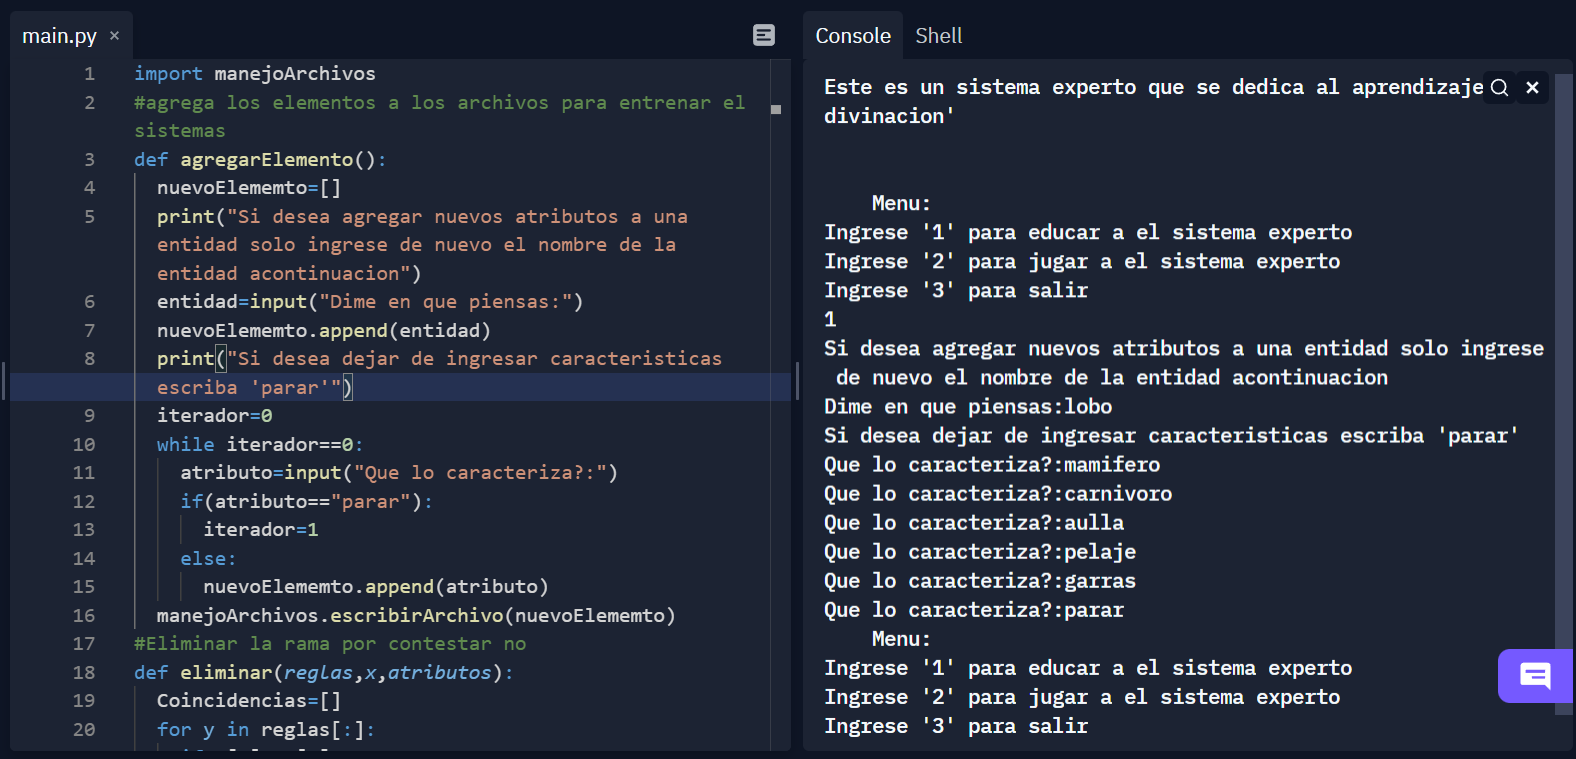 main.py ×
1 import manejoArchivos
2 #agrega los elementos a los archivos para entrenar el
sistemas
3 def agregarElemento():
4 nuevoElememto=[]
5 print("Si desea agregar nuevos atributos a una
entidad solo ingrese de nuevo el nombre de la
entidad acontinuacion")
6 entidad=input("Dime en que piensas:")
7 nuevoElememto.append(entidad)
8 print("Si desea dejar de ingresar caracteristicas
escriba 'parar'")
9 iterador=0
10 while iterador==0:
11 atributo=input("Que lo caracteriza?:")
12 if(atributo=="parar"):
13 iterador=1
14 else:
15 nuevoElememto.append(atributo)
16 manejoArchivos.escribirArchivo(nuevoElememto)
17 #Eliminar la rama por contestar no
18 def eliminar(reglas,x,atributos):
19 Coincidencias=[]
20 for y in reglas[:]:
Console Shell
Este es un sistema experto que se dedica al aprendizaje
divinacion'
Menu:
Ingrese '1' para educar a el sistema experto
Ingrese '2' para jugar a el sistema experto
Ingrese '3' para salir
1
Si desea agregar nuevos atributos a una entidad solo ingrese
de nuevo el nombre de la entidad acontinuacion
Dime en que piensas:lobo
Si desea dejar de ingresar caracteristicas escriba 'parar'
Que lo caracteriza?:mamifero
Que lo caracteriza?:carnivoro
Que lo caracteriza?:aulla
Que lo caracteriza?:pelaje
Que lo caracteriza?:garras
Que lo caracteriza?:parar
Menu:
Ingrese '1' para educar a el sistema experto
Ingrese '2' para jugar a el sistema experto
Ingrese '3' para salir